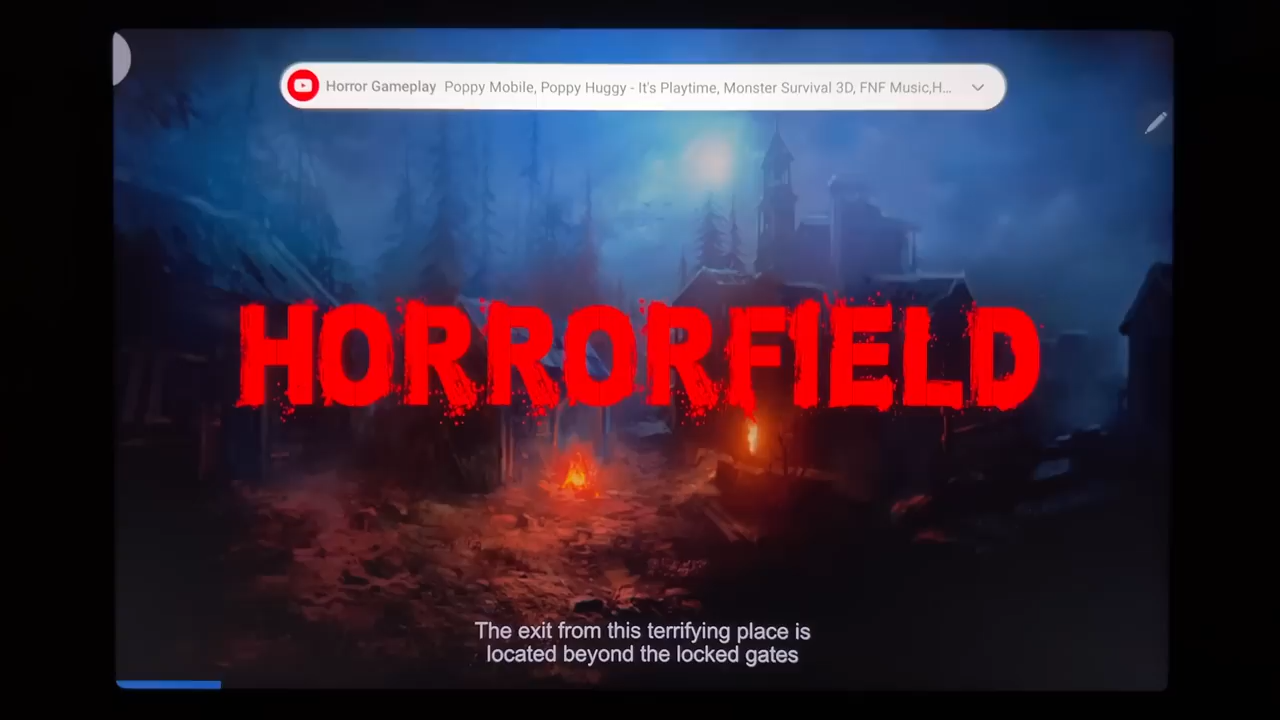 Horror Gameplay Poppy Mobile, Poppy Huggy - It's Playtime, Monster Survival 3D, FNF Music,H...
HORRORFIELD
The exit from this terrifying place is
located beyond the locked gates